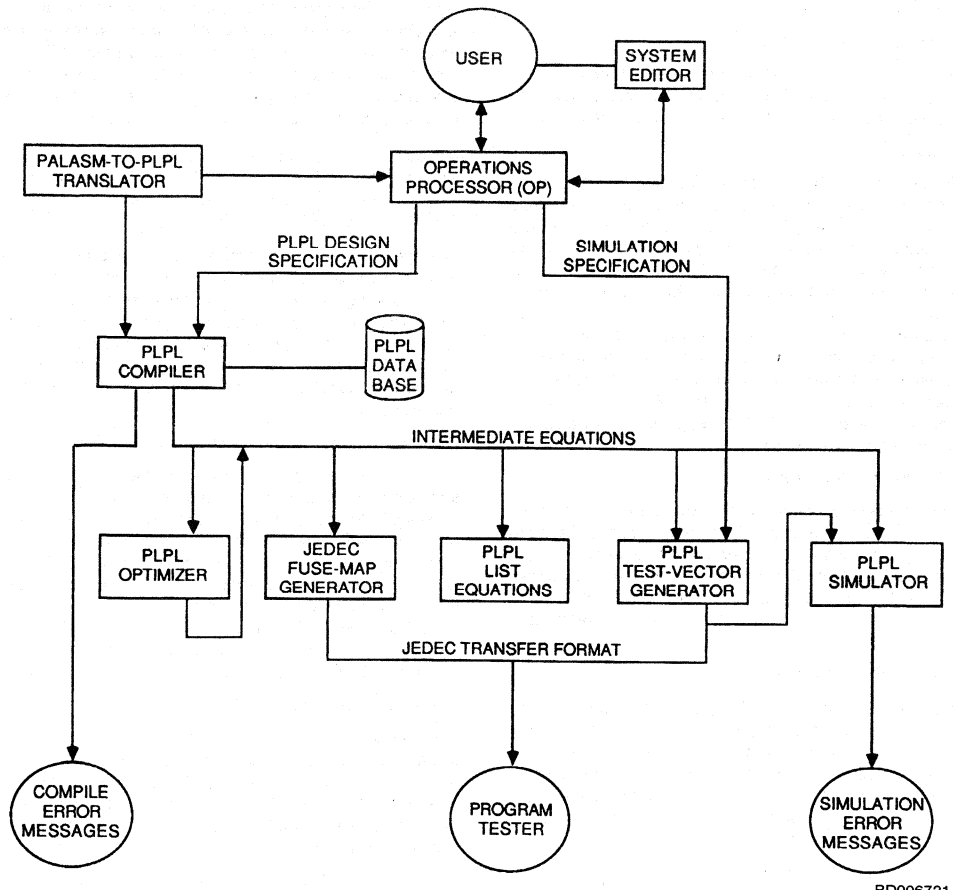 USER
SYSTEM
EDITOR
PALASM-TO-PLPL
TRANSLATOR
OPERATIONS
PROCESSOR (OP)
PLPL DESIGN
SPECIFICATION
SIMULATION
SPECIFICATION
PLPL
COMPILER
PLPL
DATA
BASE
INTERMEDIATE EQUATIONS
PLPL
OPTIMIZER
JEDEC
FUSE-MAP
GENERATOR
PLPL
LIST
EQUATIONS
PLPL
TEST-VECTOR
GENERATOR
PLPL
SIMULATOR
JEDEC TRANSFER FORMAT
COMPILE
ERROR
MESSAGES
PROGRAM
TESTER
SIMULATION
ERROR
MESSAGES